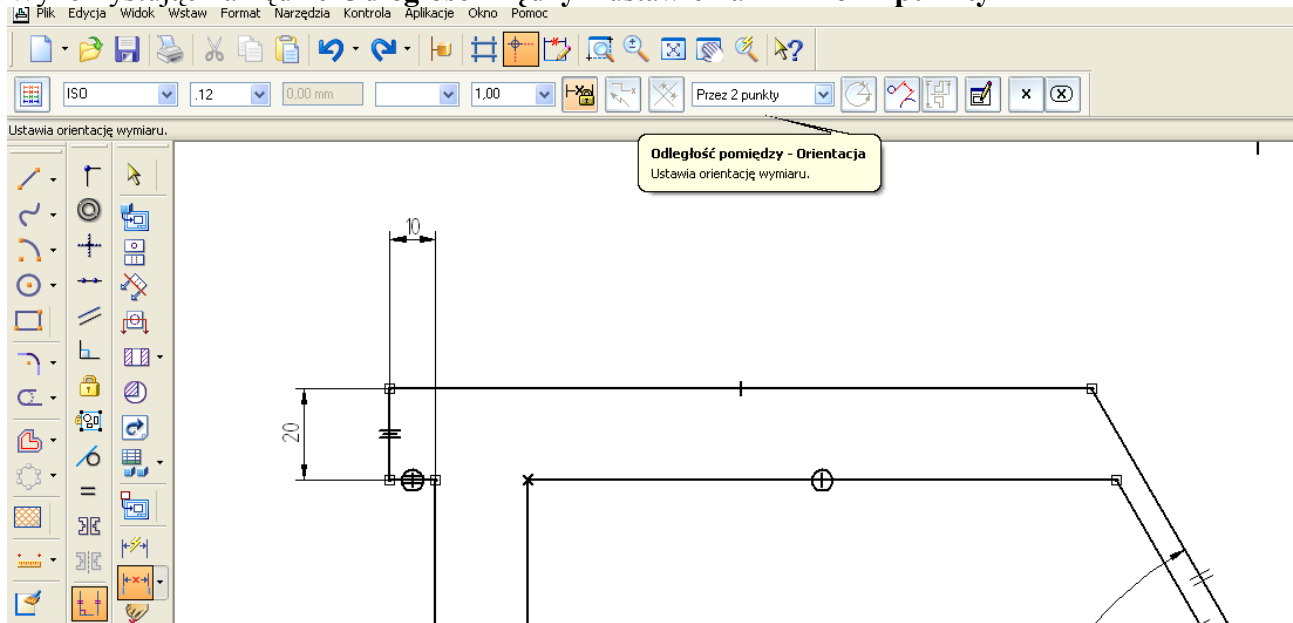 Plik Edycja Widok Wstaw Format Narzędzia Kontrola Aplikacje Okno Pomoc
ISO .12 0,00 mm 1,00 Przez 2 punkty
Ustawia orientację wymiaru.
Odległość pomiędzy - Orientacja
Ustawia orientację wymiaru.
10
20